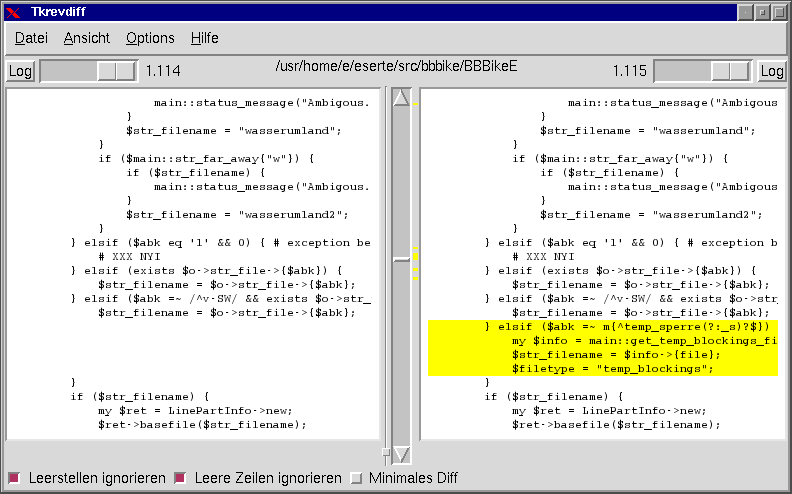 Tkrevdiff
Datei Ansicht Options Hilfe
Log 1.114 /usr/home/e/eserte/src/bbbike/BBBikeE 1.115 Log
main::status_message("Ambigous.
}
$str_filename = "wasserumland";
}
if ($main::str_far_away{"w"}) {
if ($str_filename) {
main::status_message("Ambigous.
}
$str_filename = "wasserumland2";
}
} elsif ($abk eq 'l' && 0) { # exception be
# XXX NYI
} elsif (exists $o->str_file->{$abk}) {
$str_filename = $o->str_file->{$abk};
} elsif ($abk =~ /^v-SW/ && exists $o->str_
$str_filename = $o->str_file->{$abk};
}
if ($str_filename) {
my $ret = LinePartInfo->new;
$ret->basefile($str_filename);
main::status_message("Ambigous
}
$str_filename = "wasserumland";
}
if ($main::str_far_away{"w"}) {
if ($str_filename) {
main::status_message("Ambigous
}
$str_filename = "wasserumland2";
}
} elsif ($abk eq 'l' && 0) { # exception b
# XXX NYI
} elsif (exists $o->str_file->{$abk}) {
$str_filename = $o->str_file->{$abk};
} elsif ($abk =~ /^v-SW/ && exists $o->str
$str_filename = $o->str_file->{$abk};
} elsif ($abk =~ m{^temp_sperre(?:_s)?$})
my $info = main::get_temp_blockings_fi
$str_filename = $info->{file};
$filetype = "temp_blockings";
}
if ($str_filename) {
my $ret = LinePartInfo->new;
$ret->basefile($str_filename);
Leerstellen ignorieren Leere Zeilen ignorieren Minimales Diff